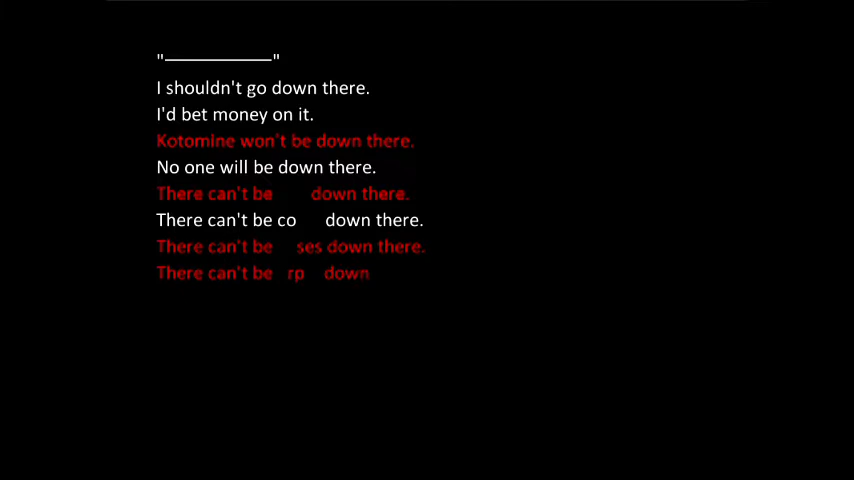 "——————"
I shouldn't go down there.
I'd bet money on it.
Kotomine won't be down there.
No one will be down there.
There can't be down there.
There can't be co down there.
There can't be ses down there.
There can't be rp down